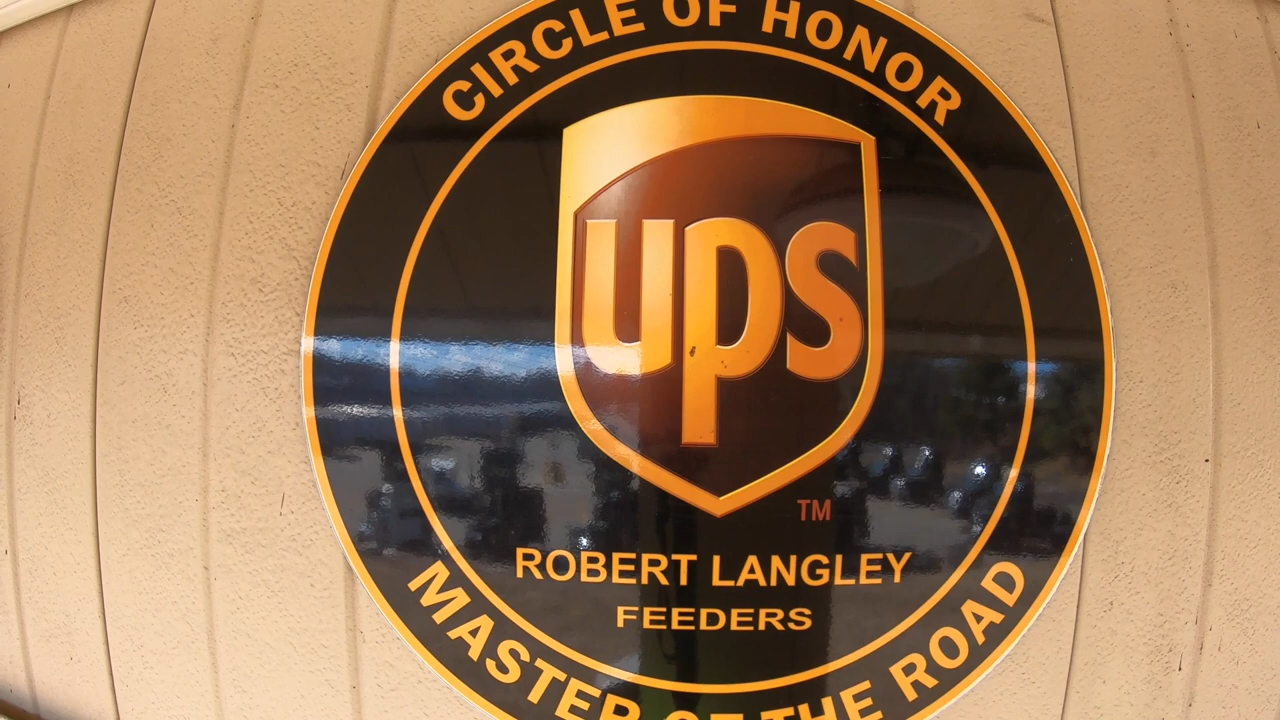 CIRCLE OF HONOR
ups
TM
ROBERT LANGLEY
FEEDERS
MASTER OF THE ROAD